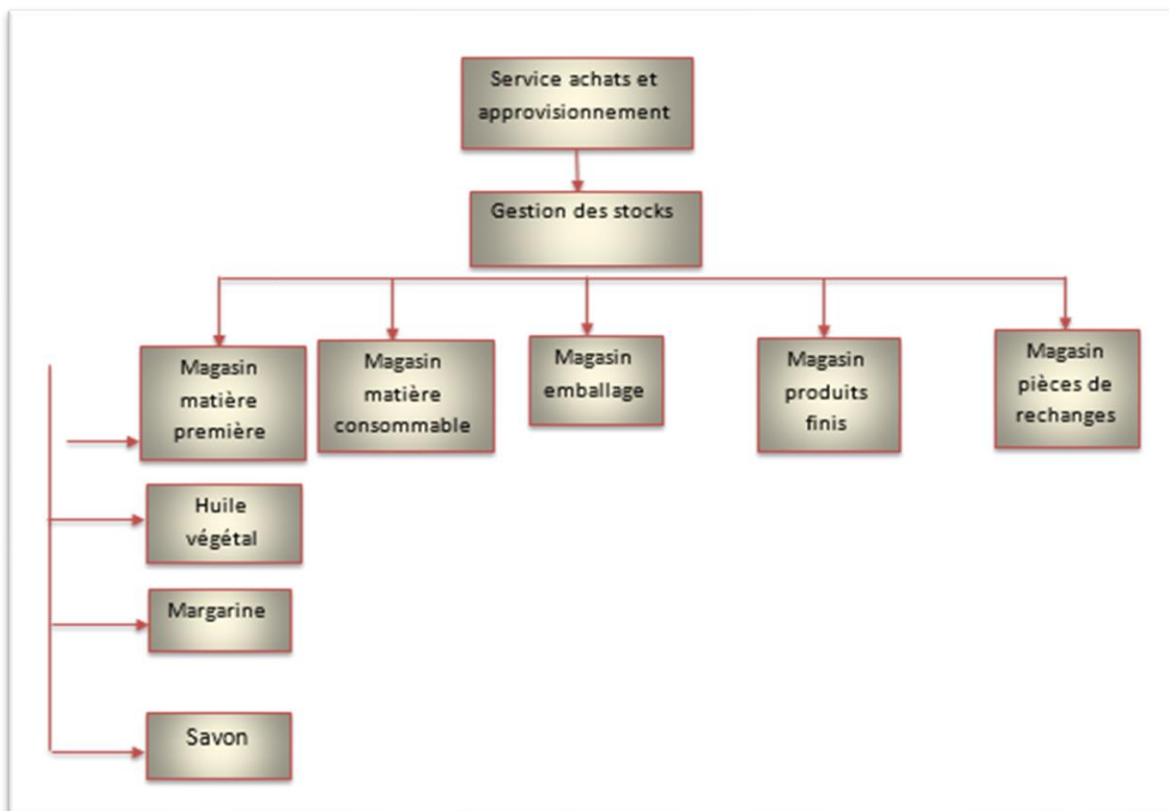 Service achats et
approvisionnement
Gestion des stocks
Magasin
matière
première
Magasin
matière
consommable
Magasin
emballage
Magasin
produits
finis
Magasin
pièces de
rechanges
Huile
végétal
Margarine
Savon